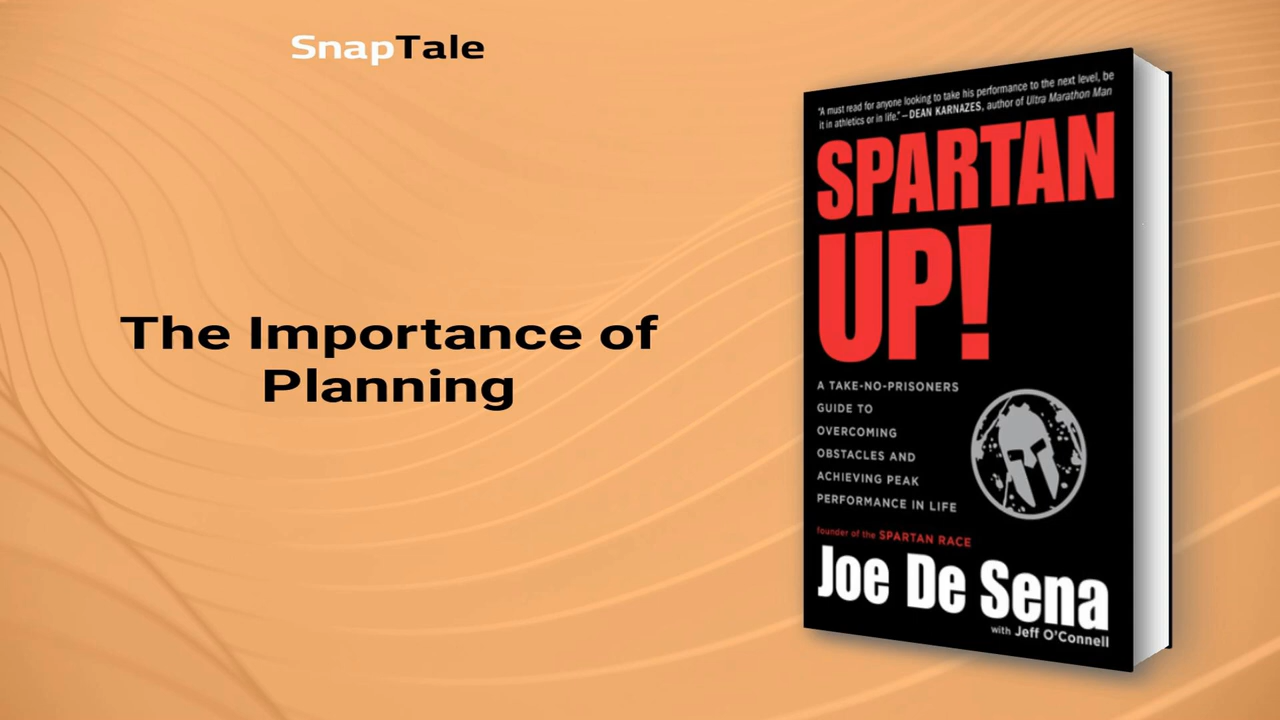 SnapTale
The Importance of
Planning
"A must read for anyone looking to take his performance to the next level, be
it in athletics or in life."—DEAN KARNAZES, author of Ultra Marathon Man
SPARTAN
UP!
A TAKE-NO-PRISONERS
GUIDE TO
OVERCOMING
OBSTACLES AND
ACHIEVING PEAK
PERFORMANCE IN LIFE
founder of the SPARTAN RACE
Joe De Sena
with Jeff O'Connell